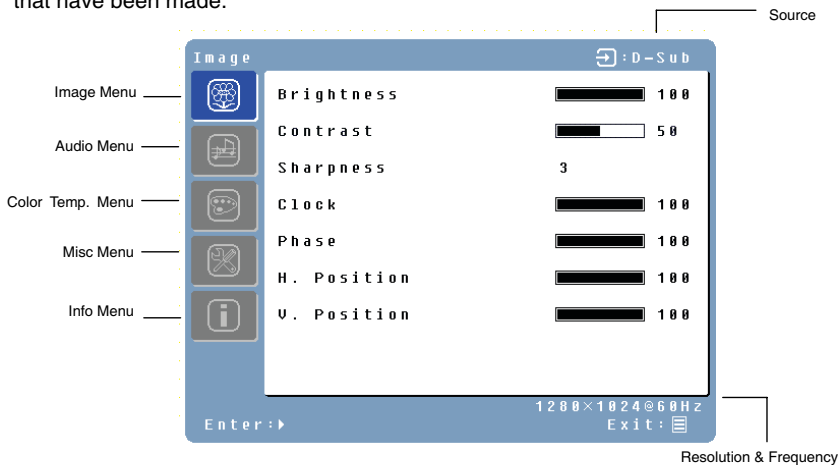 that have been made.
Source
Image :D-Sub
Image Menu
Brightness 100
Contrast 50
Audio Menu
Sharpness 3
Color Temp. Menu
Clock 100
Phase 100
Misc Menu
H. Position 100
Info Menu
V. Position 100
1280×1024@60Hz
Enter: Exit:
Resolution & Frequency